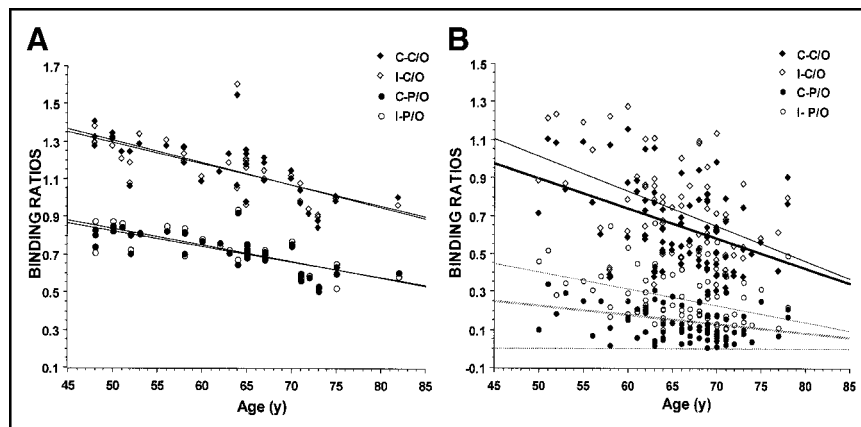 A
C-C/O
I-C/O
C-P/O
I-P/O
1.7
1.5
1.3
1.1
0.9
0.7
0.5
0.3
0.1
BINDING RATIOS
45 50 55 60 65 70 75 80 85
Age (y)
B
C-C/O
I-C/O
C-P/O
I- P/O
1.5
1.3
1.1
0.9
0.7
0.5
0.3
0.1
-0.1
BINDING RATIOS
45 50 55 60 65 70 75 80 85
Age (y)